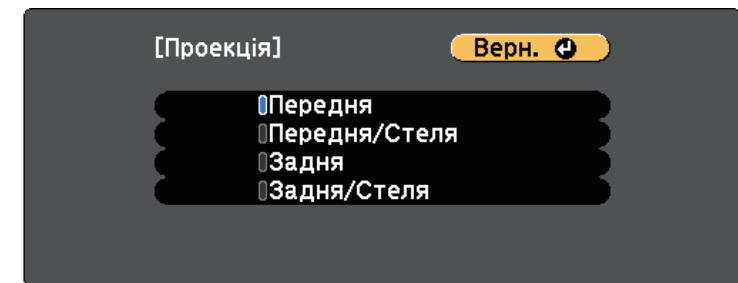 [Проекція]
Верн.
Передня
Передня/Стеля
Задня
Задня/Стеля